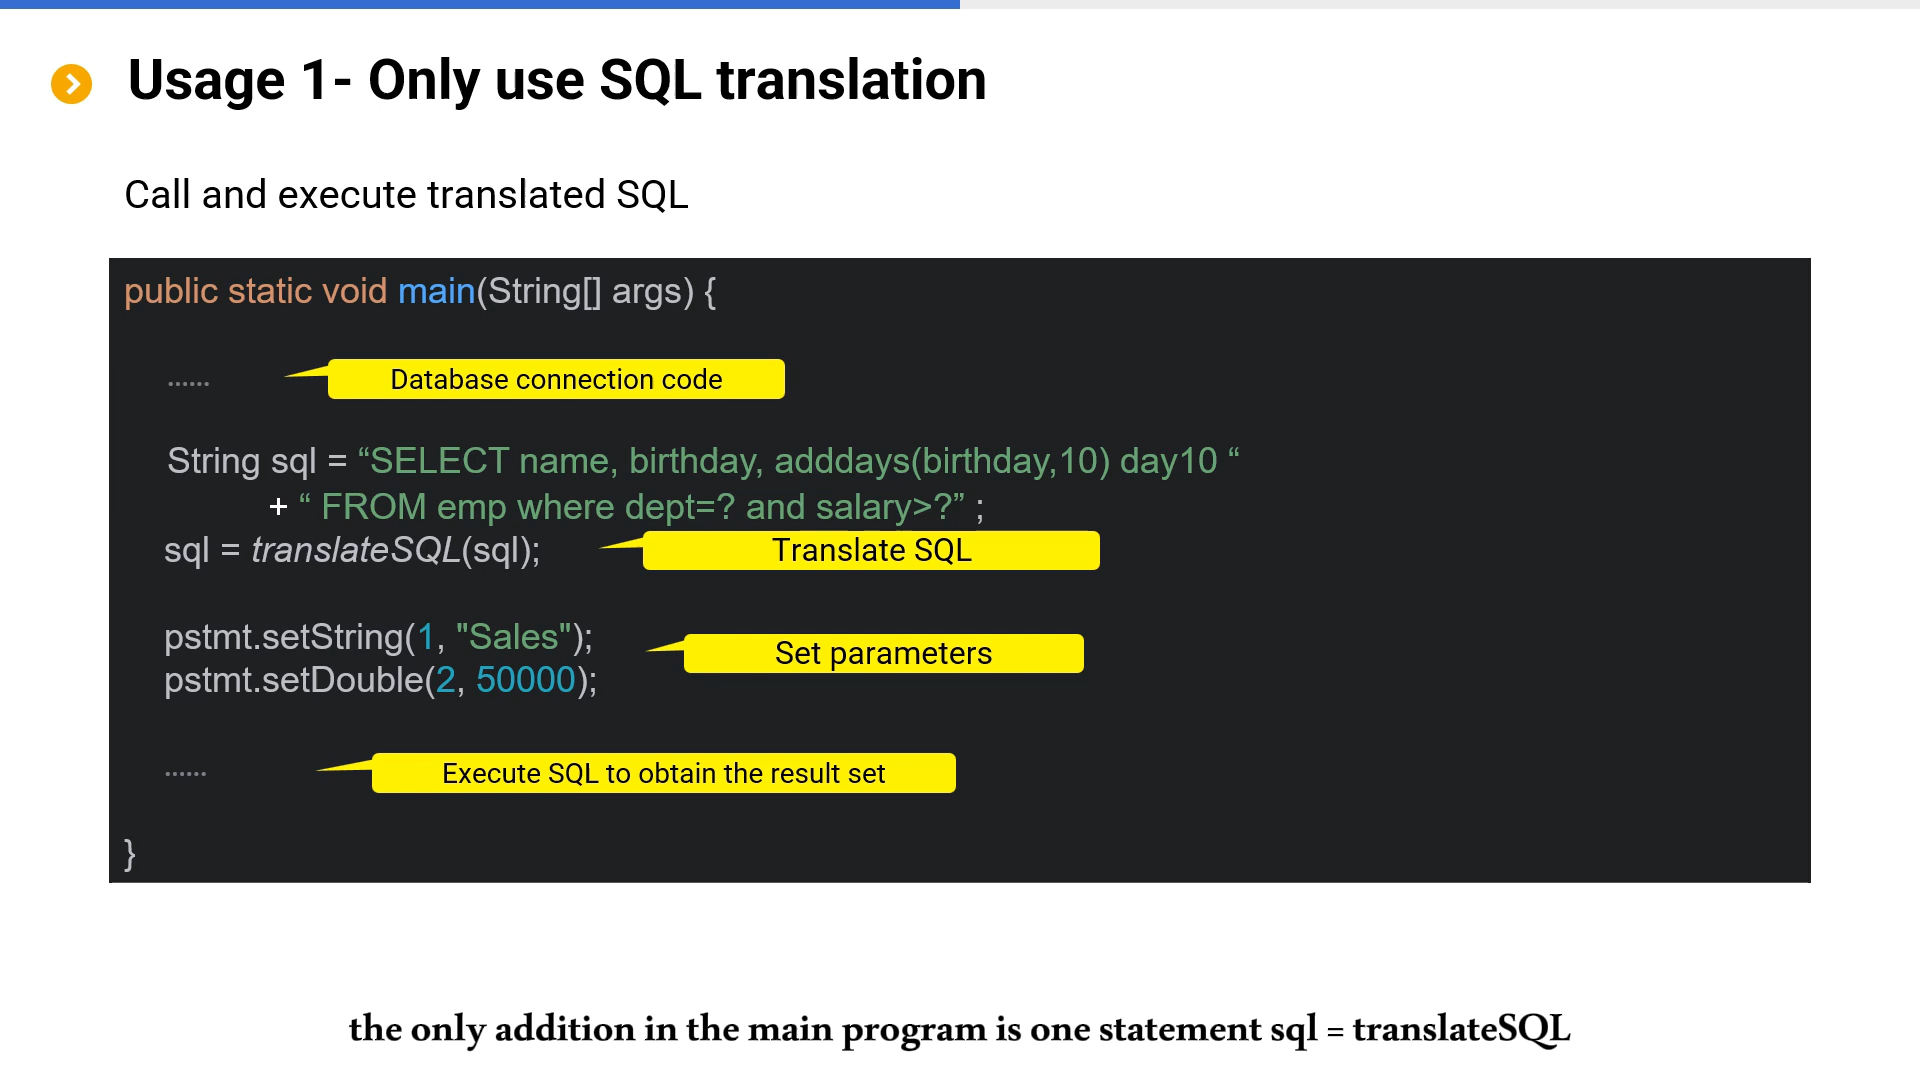 Usage 1- Only use SQL translation
Call and execute translated SQL
public static void main(String[] args) {
...... Database connection code
String sql = “SELECT name, birthday, adddays(birthday,10) day10 “
+ “ FROM emp where dept=? and salary>?” ;
sql = translateSQL(sql); Translate SQL
pstmt.setString(1, "Sales");
Set parameters
pstmt.setDouble(2, 50000);
...... Execute SQL to obtain the result set
}
the only addition in the main program is one statement sql = translateSQL